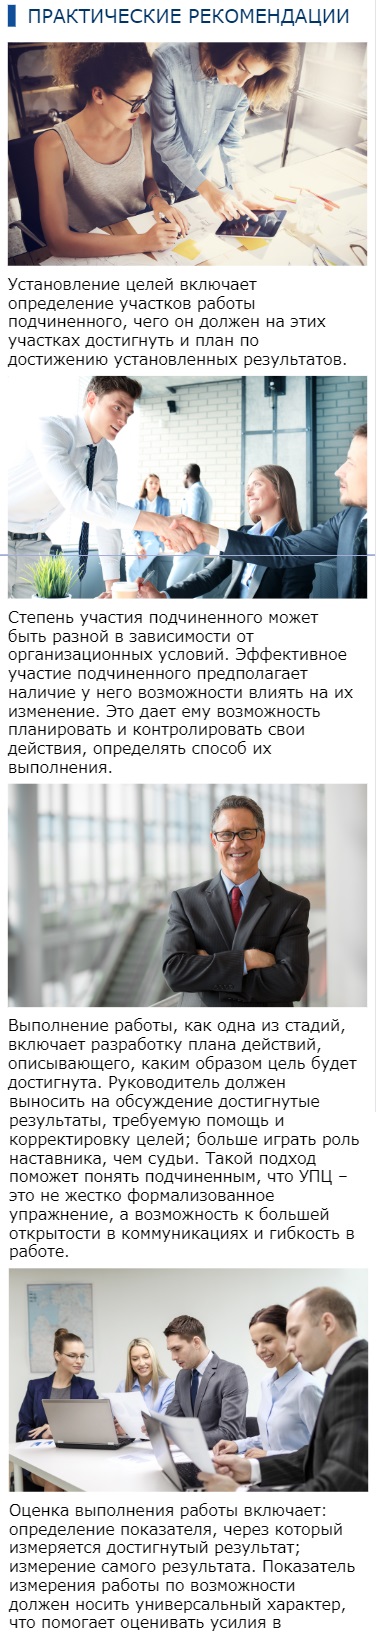 ПРАКТИЧЕСКИЕ РЕКОМЕНДАЦИИ
Установление целей включает
определение участков работы
подчиненного, чего он должен на этих
участках достигнуть и план по
достижению установленных результатов.
Степень участия подчиненного может
быть разной в зависимости от
организационных условий. Эффективное
участие подчиненного предполагает
наличие у него возможности влиять на их
изменение. Это дает ему возможность
планировать и контролировать свои
действия, определять способ их
выполнения.
Выполнение работы, как одна из стадий,
включает разработку плана действий,
описывающего, каким образом цель будет
достигнута. Руководитель должен
выносить на обсуждение достигнутые
результаты, требуемую помощь и
корректировку целей; больше играть роль
наставника, чем судьи. Такой подход
поможет понять подчиненным, что УПЦ –
это не жестко формализованное
упражнение, а возможность к большей
открытости в коммуникациях и гибкость в
работе.
Оценка выполнения работы включает:
определение показателя, через который
измеряется достигнутый результат;
измерение самого результата. Показатель
измерения работы по возможности
должен носить универсальный характер,
что помогает оценивать усилия в